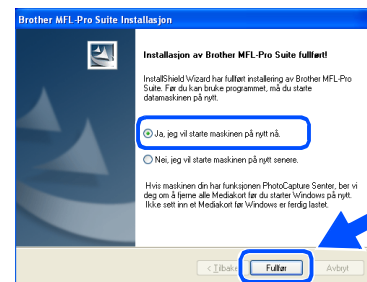 Brother MFL-Pro Suite Installasjon
Installasjon av Brother MFL-Pro Suite fullført!
InstallShield Wizard har fullført installering av Brother MFL-Pro
Suite. Før du kan bruke programmet, må du starte
datamaskinen på nytt.
Ja, jeg vil starte maskinen på nytt nå.
Nei, jeg vil starte maskinen på nytt senere.
Hvis maskinen din har funksjonen PhotoCapture Senter, ber vi
deg om å fjerne alle Mediakort før du starter Windows på nytt.
Ikke sett inn et Mediakort før Windows er ferdig lastet.
< Tilbake
Fullfør
Avbryt